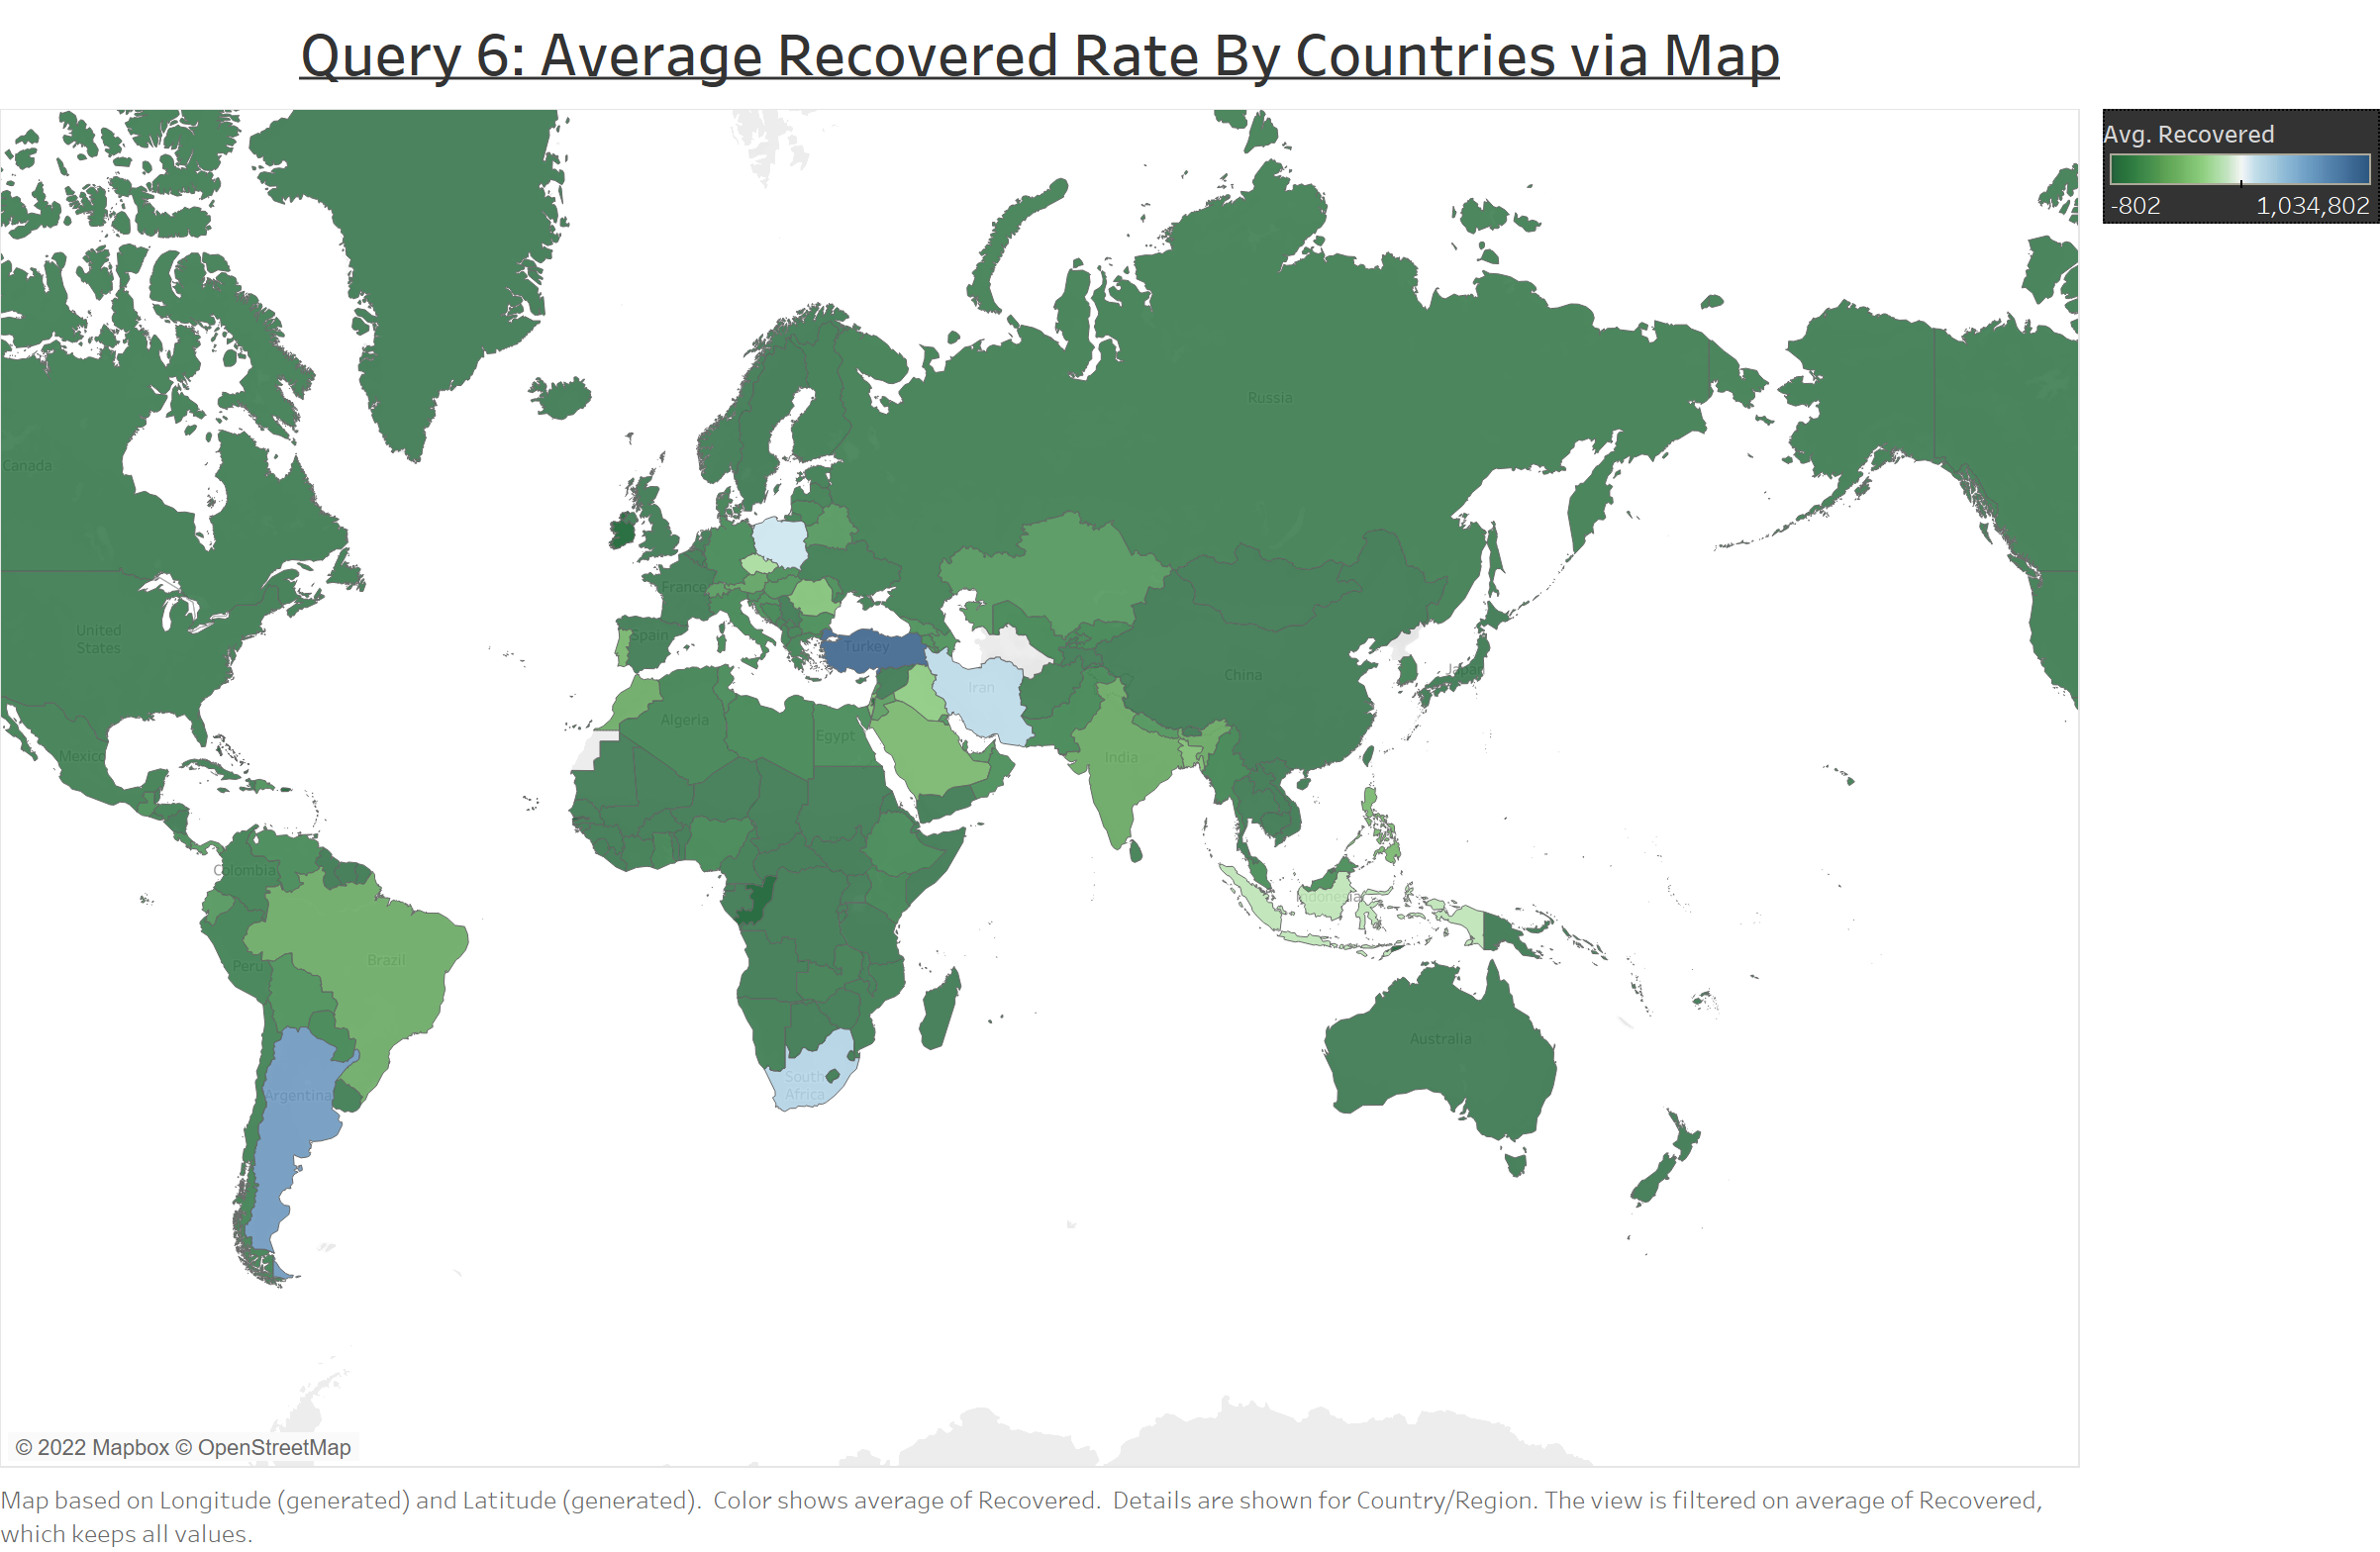 Query 6: Average Recovered Rate By Countries via Map
Avg. Recovered
-802
1,034,802
Russia
Canada
France
United
States
Spain
Turkey
Japan
China
Iran
Algeria
Egypt
Mexico
India
Colombia
Indonesia
Brazil
Peru
Australia
South
Africa
Argentina
© 2022 Mapbox © OpenStreetMap
Map based on Longitude (generated) and Latitude (generated).  Color shows average of Recovered.  Details are shown for Country/Region. The view is filtered on average of Recovered,
which keeps all values.